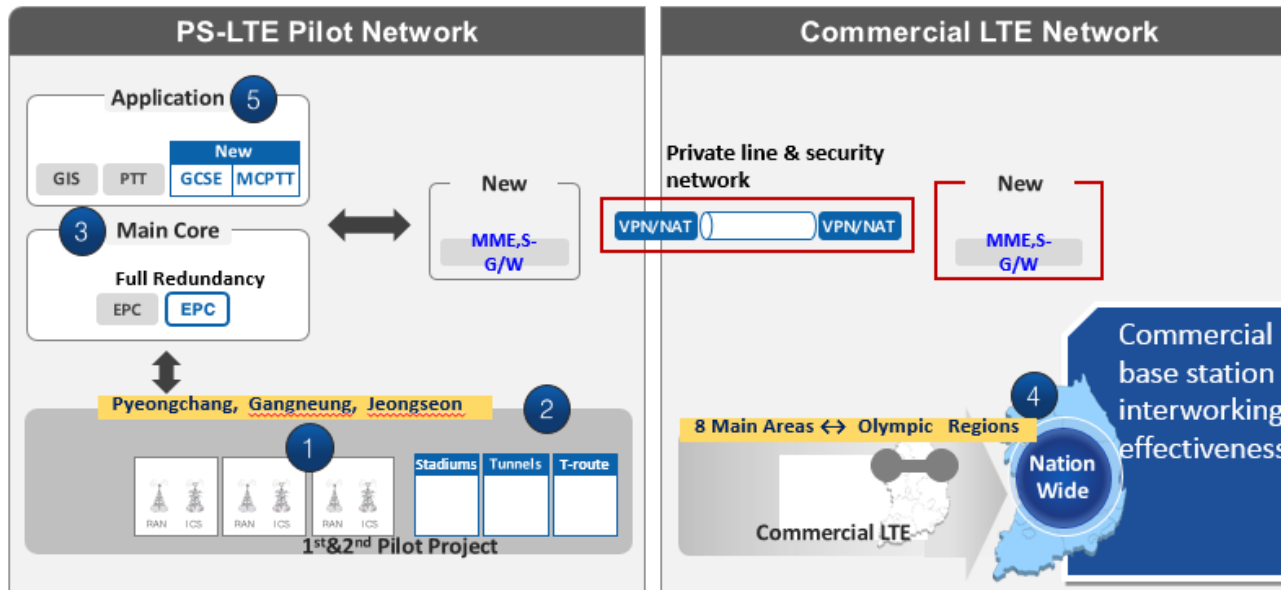 PS-LTE Pilot Network
Application 5
New
GIS PTT GCSE MCPTT
3 Main Core
Full Redundancy
EPC EPC
New
MME,S-
G/W
Pyeongchang, Gangneung, Jeongseon
2
1
RAN ICS RAN ICS RAN ICS
Stadiums Tunnels T-route
1st&2nd Pilot Project
Commercial LTE Network
Private line & security
network
VPN/NAT VPN/NAT
New
MME,S-
G/W
4
8 Main Areas ↔ Olympic Regions
Commercial LTE
Nation
Wide
Commercial
base station
interworking
effectiveness